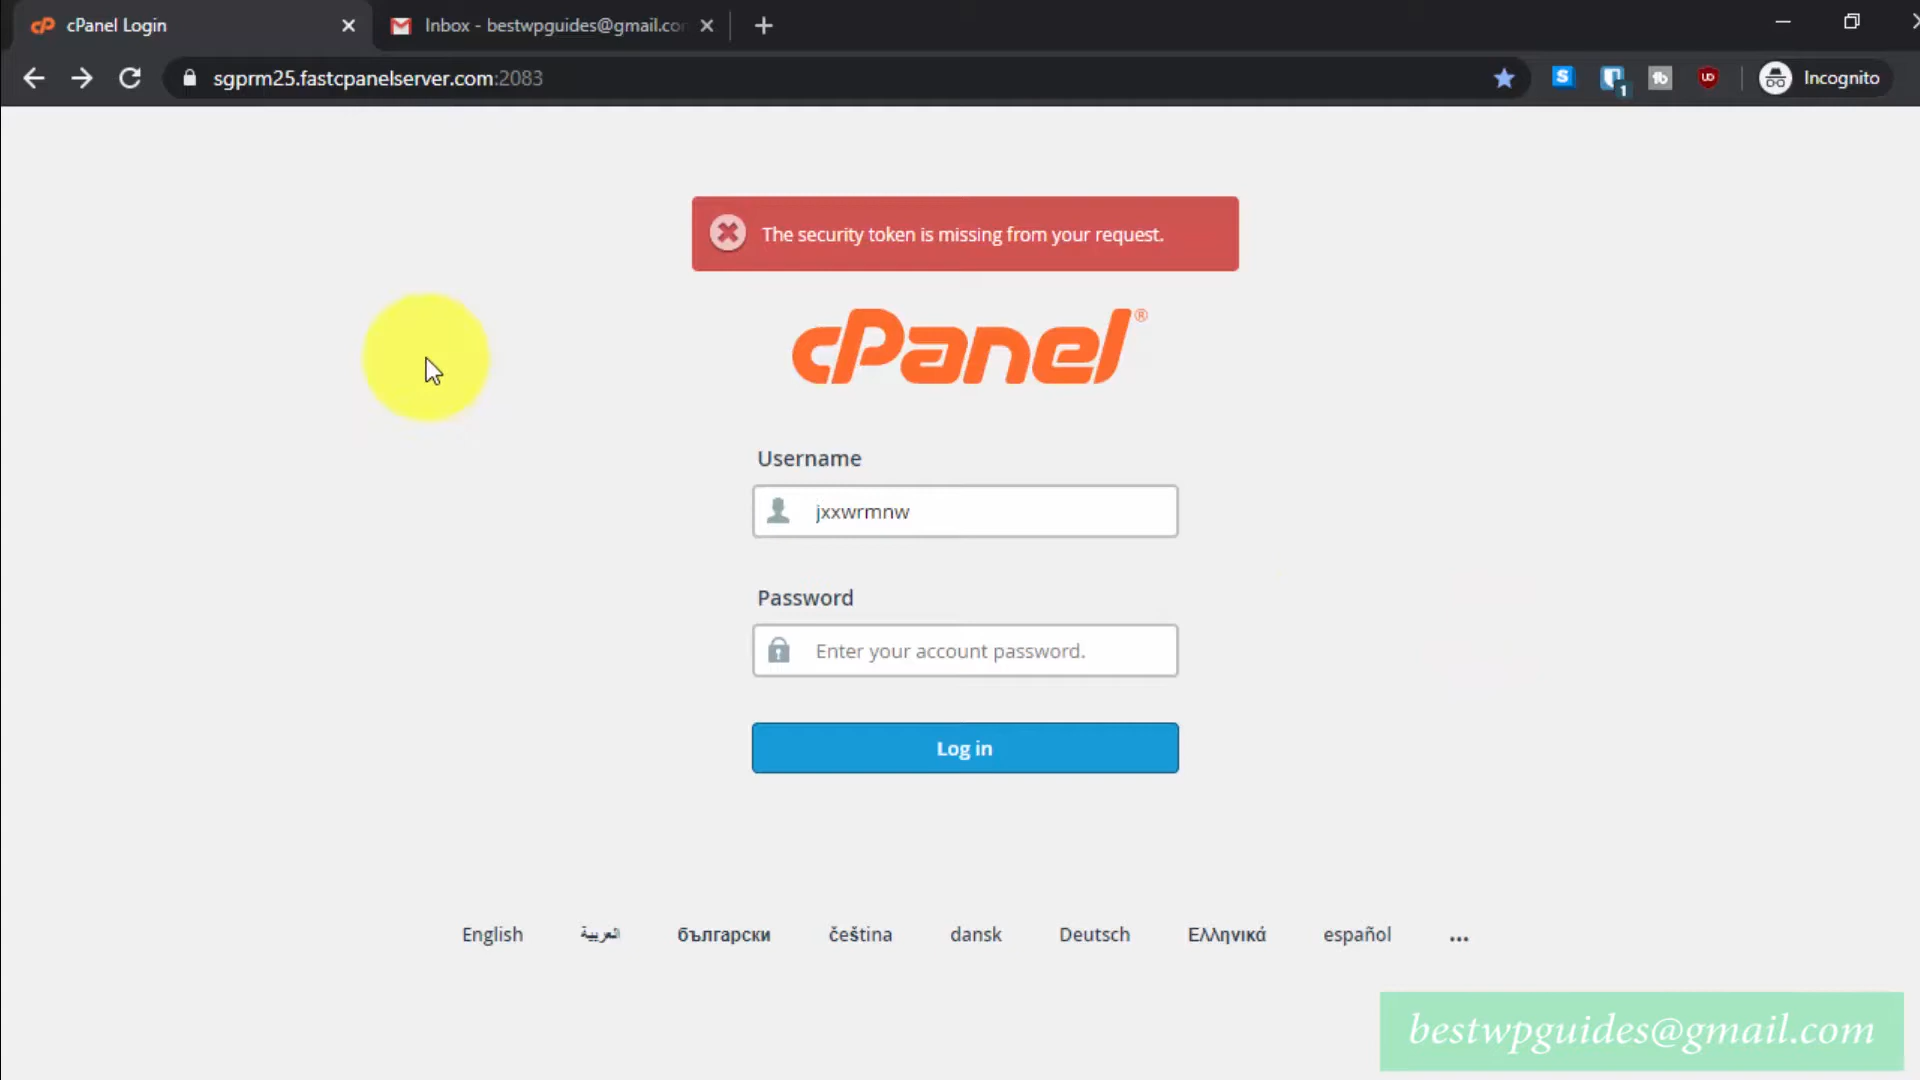 cPanel Login
Inbox - bestwpguides@gmail.co
sgprm25.fastcpanelserver.com:2083
S
1
tb
Incognito
The security token is missing from your request.
cPanel®
Username
jxxwrmnw
Password
Enter your account password.
Log in
English العربية български čeština dansk Deutsch Ελληνικά español ...
bestwpguides@gmail.com